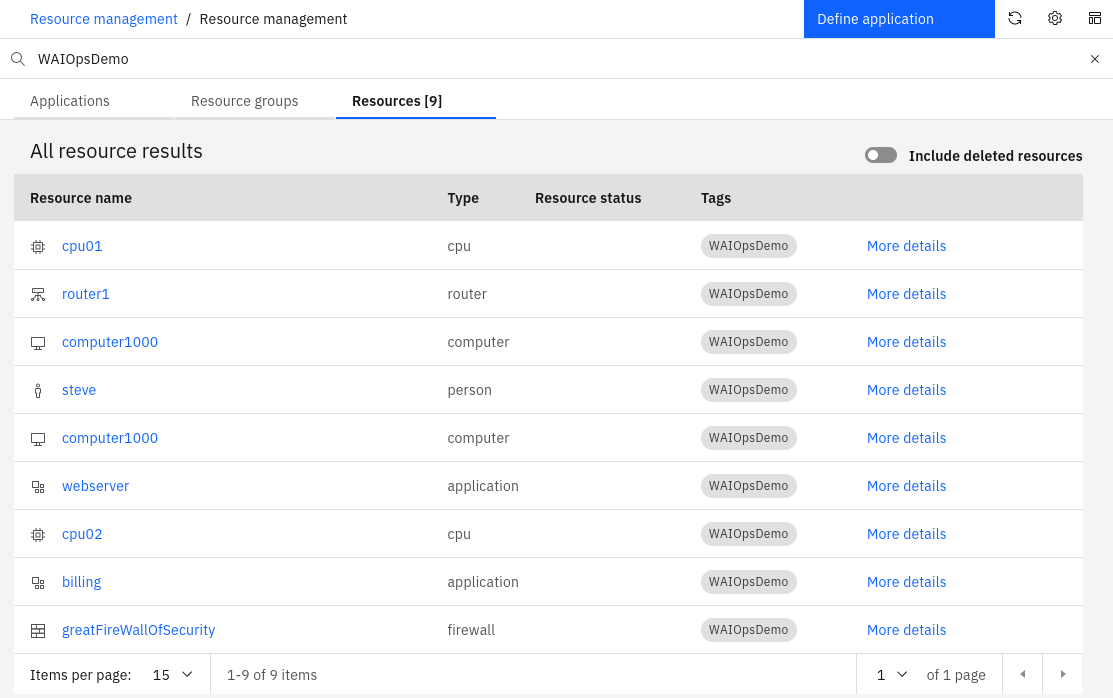 Resource management / Resource management
Define application
WAIOpsDemo
Applications Resource groups Resources [9]
All resource results
Include deleted resources
Resource name Type Resource status Tags
cpu01 cpu WAIOpsDemo More details
router1 router WAIOpsDemo More details
computer1000 computer WAIOpsDemo More details
steve person WAIOpsDemo More details
computer1000 computer WAIOpsDemo More details
webserver application WAIOpsDemo More details
cpu02 cpu WAIOpsDemo More details
billing application WAIOpsDemo More details
greatFireWallOfSecurity firewall WAIOpsDemo More details
Items per page: 15 1-9 of 9 items 1 of 1 page